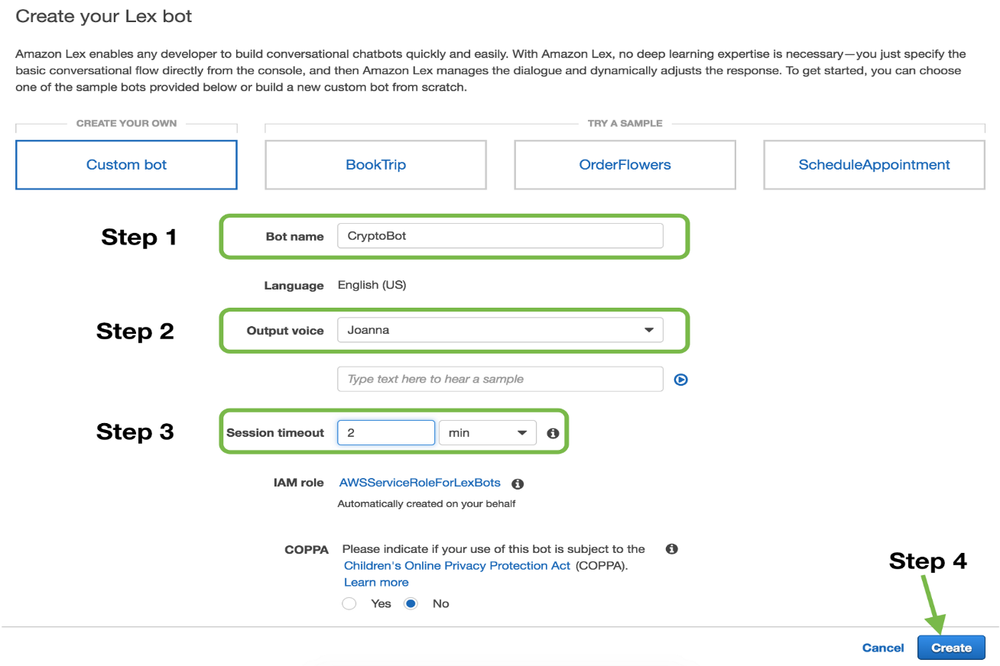 Create your Lex bot
Amazon Lex enables any developer to build conversational chatbots quickly and easily. With Amazon Lex, no deep learning expertise is necessary—you just specify the
basic conversational flow directly from the console, and then Amazon Lex manages the dialogue and dynamically adjusts the response. To get started, you can choose
one of the sample bots provided below or build a new custom bot from scratch.
CREATE YOUR OWN
TRY A SAMPLE
Custom bot
BookTrip
OrderFlowers
ScheduleAppointment
Step 1
Bot name
CryptoBot
Language
English (US)
Step 2
Output voice
Joanna
Type text here to hear a sample
Step 3
Session timeout
2
min
IAM role
AWSServiceRoleForLexBots
Automatically created on your behalf
COPPA
Please indicate if your use of this bot is subject to the
Children's Online Privacy Protection Act (COPPA).
Learn more
Yes
No
Step 4
Cancel
Create